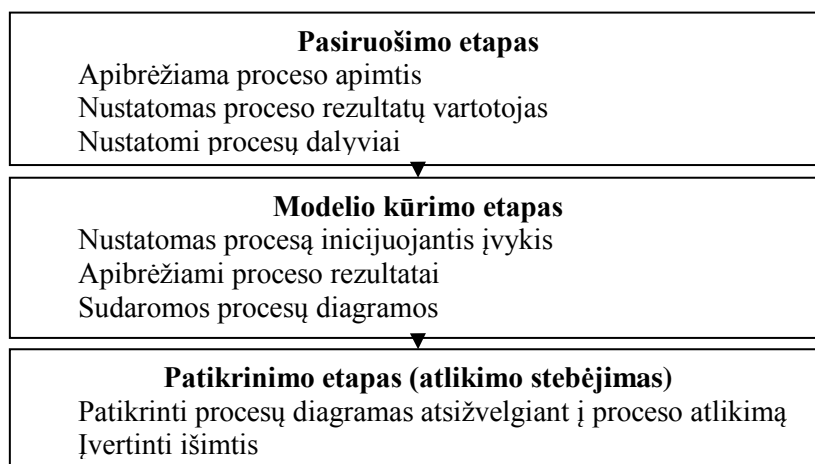 Pasiruošimo etapas
Apibrėžiama proceso apimtis
Nustatomas proceso rezultatų vartotojas
Nustatomi procesų dalyviai
Modelio kūrimo etapas
Nustatomas procesą inicijuojantis įvykis
Apibrėžiami proceso rezultatai
Sudaromos procesų diagramos
Patikrinimo etapas (atlikimo stebėjimas)
Patikrinti procesų diagramas atsižvelgiant į proceso atlikimą
Įvertinti išimtis